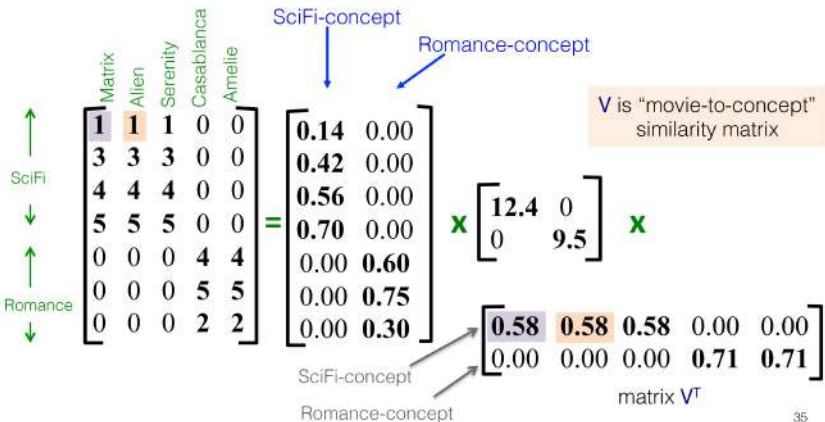 SciFi-concept
Romance-concept
Matrix
Alien
Serenity
Casablanca
Amelie
V is "movie-to-concept"
similarity matrix
SciFi
Romance
1 1 1 0 0
3 3 3 0 0
4 4 4 0 0
5 5 5 0 0
0 0 0 4 4
0 0 0 5 5
0 0 0 2 2
=
0.14 0.00
0.42 0.00
0.56 0.00
0.70 0.00
0.00 0.60
0.00 0.75
0.00 0.30
x
12.4 0
0 9.5
x
0.58 0.58 0.58 0.00 0.00
0.00 0.00 0.00 0.71 0.71
SciFi-concept
Romance-concept
matrix Vᵀ
35